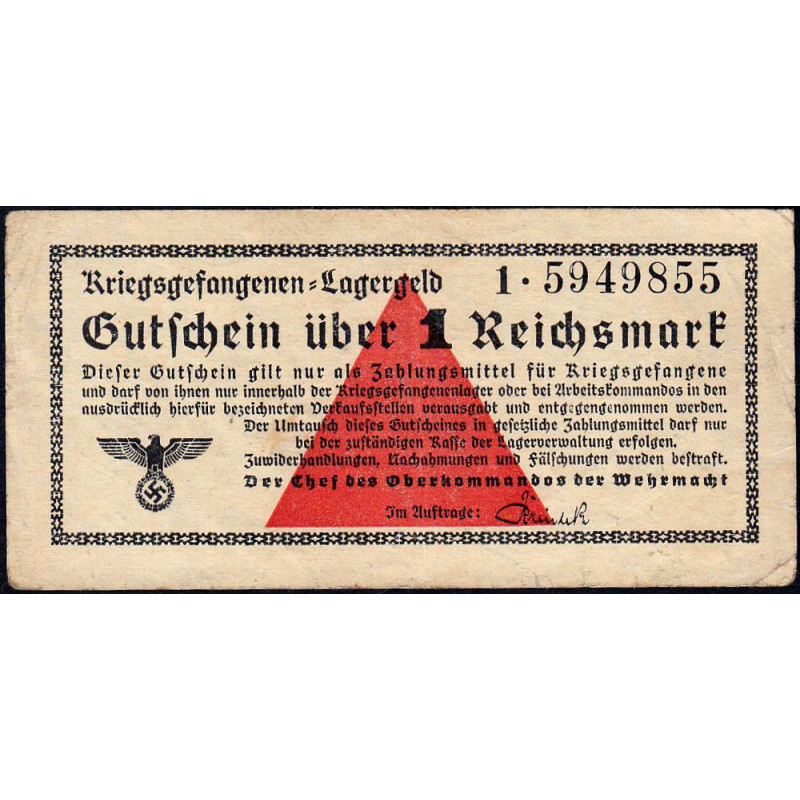 Kriegsgefangenen-Lagergeld 1·5949855
Gutschein über 1 Reichsmark
Dieser Gutschein gilt nur als Zahlungsmittel für Kriegsgefangene
und darf von ihnen nur innerhalb der Kriegsgefangenenlager oder bei Arbeitskommandos in den
ausdrücklich hierfür bezeichneten Verkaufsstellen verausgabt und entgegengenommen werden.
Der Umtausch dieses Gutscheines in gesetzliche Zahlungsmittel darf nur
bei der zuständigen Kasse der Lagerverwaltung erfolgen.
Zuwiderhandlungen, Nachahmungen und Fälschungen werden bestraft.
Der Chef des Oberkommandos der Wehrmacht
Im Auftrage: